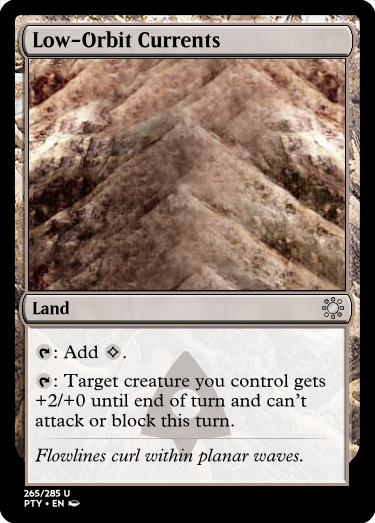 Low-Orbit Currents
Land
: Add .
: Target creature you control gets
+2/+0 until end of turn and can't
attack or block this turn.
Flowlines curl within planar waves.
265/285 U
PTY • EN